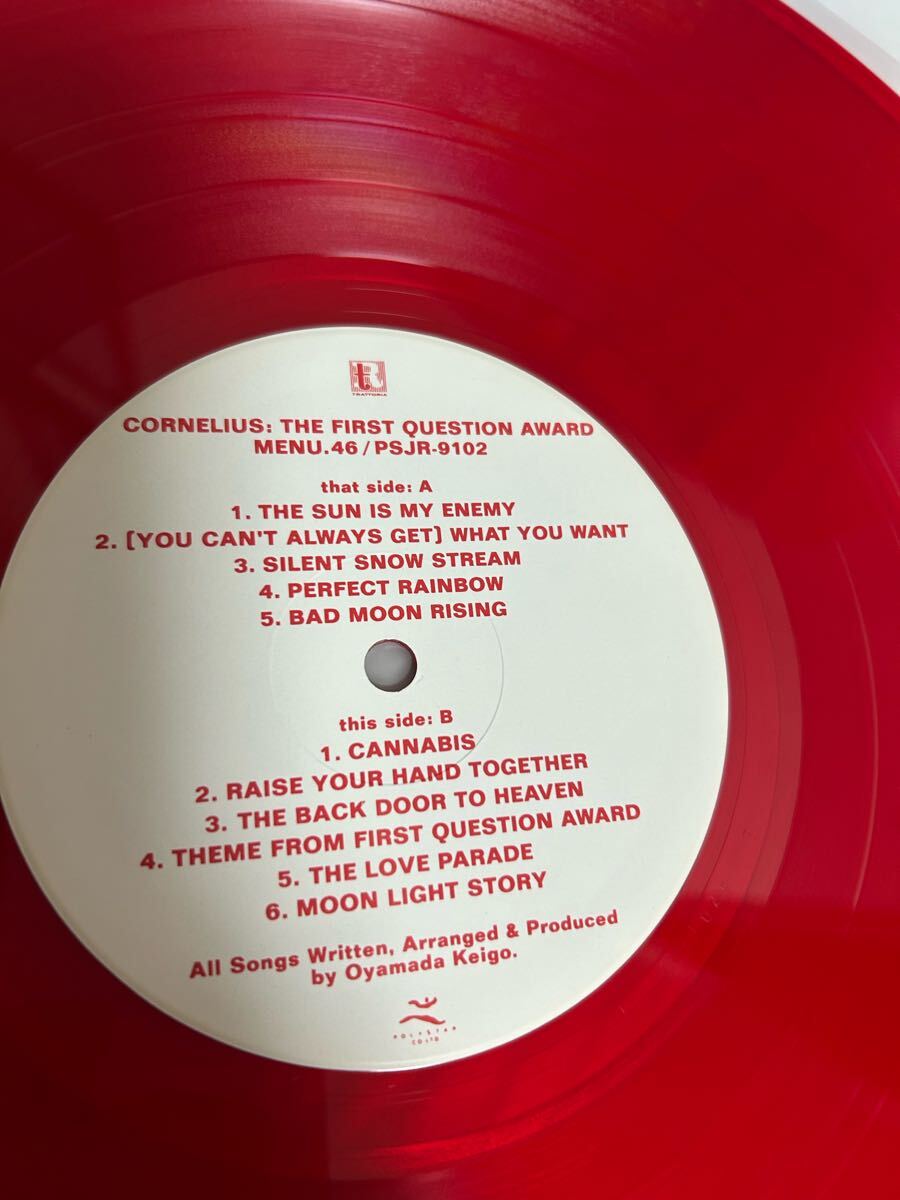 t
TRATTORIA
CORNELIUS: THE FIRST QUESTION AWARD
MENU.46/PSJR-9102
that side: A
1. THE SUN IS MY ENEMY
2. [YOU CAN'T ALWAYS GET] WHAT YOU WANT
3. SILENT SNOW STREAM
4. PERFECT RAINBOW
5. BAD MOON RISING
this side: B
1. CANNABIS
2. RAISE YOUR HAND TOGETHER
3. THE BACK DOOR TO HEAVEN
4. THEME FROM FIRST QUESTION AWARD
5. THE LOVE PARADE
6. MOON LIGHT STORY
All Songs Written, Arranged & Produced
by Oyamada Keigo.
POLYSTAR
CO LTD